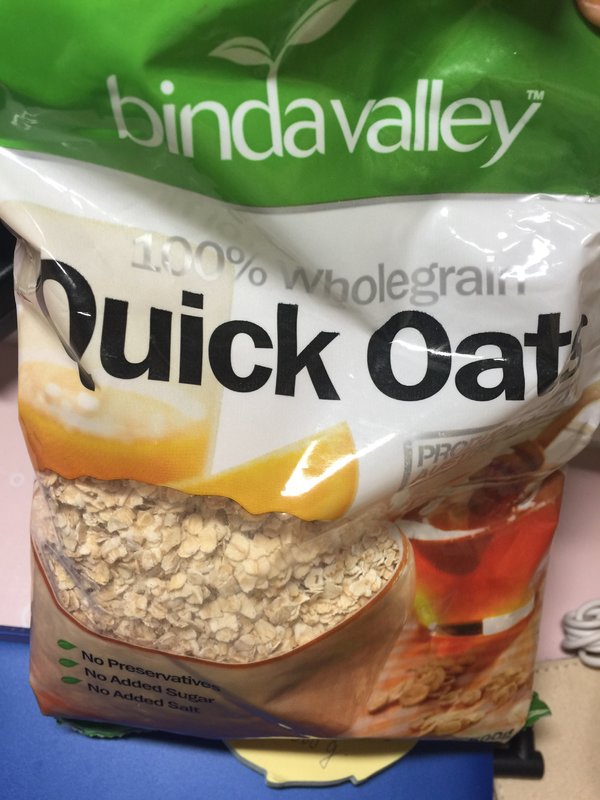 bindavalley™
100% wholegrain
Quick Oats
No Preservatives
No Added Sugar
No Added Salt